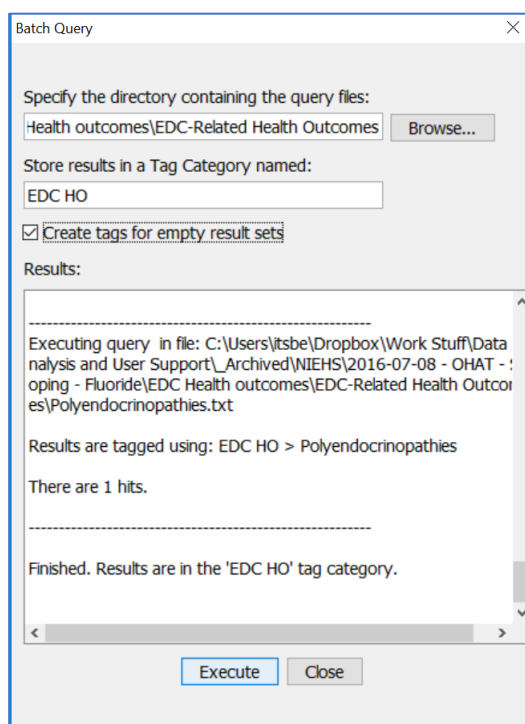 Batch Query
Specify the directory containing the query files:
Health outcomes\EDC-Related Health Outcomes
Browse...
Store results in a Tag Category named:
EDC HO
Create tags for empty result sets
Results:
----------------------------------------------------------
Executing query  in file: C:\Users\itsbe\Dropbox\Work Stuff\Data
nalysis and User Support\_Archived\NIEHS\2016-07-08 - OHAT -
oping - Fluoride\EDC Health outcomes\EDC-Related Health Outcom
es\Polyendocrinopathies.txt
Results are tagged using: EDC HO > Polyendocrinopathies
There are 1 hits.
----------------------------------------------------------
Finished. Results are in the 'EDC HO' tag category.
Execute
Close